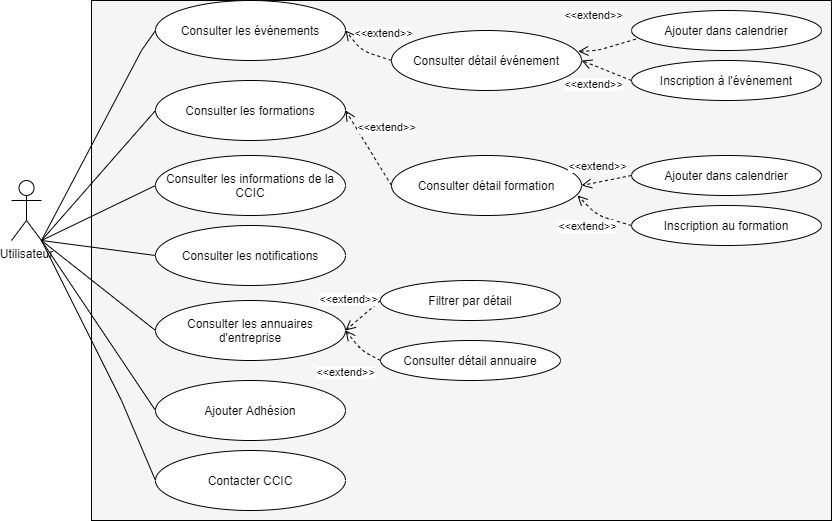 Consulter les événements
<<extend>>
Consulter détail événement
<<extend>>
Ajouter dans calendrier
<<extend>>
Inscription à l'événement
Consulter les formations
<<extend>>
Consulter détail formation
<<extend>>
Ajouter dans calendrier
<<extend>>
Inscription au formation
Consulter les informations de la
CCIC
Utilisateur
Consulter les notifications
Consulter les annuaires
d'entreprise
<<extend>>
Filtrer par détail
<<extend>>
Consulter détail annuaire
Ajouter Adhésion
Contacter CCIC